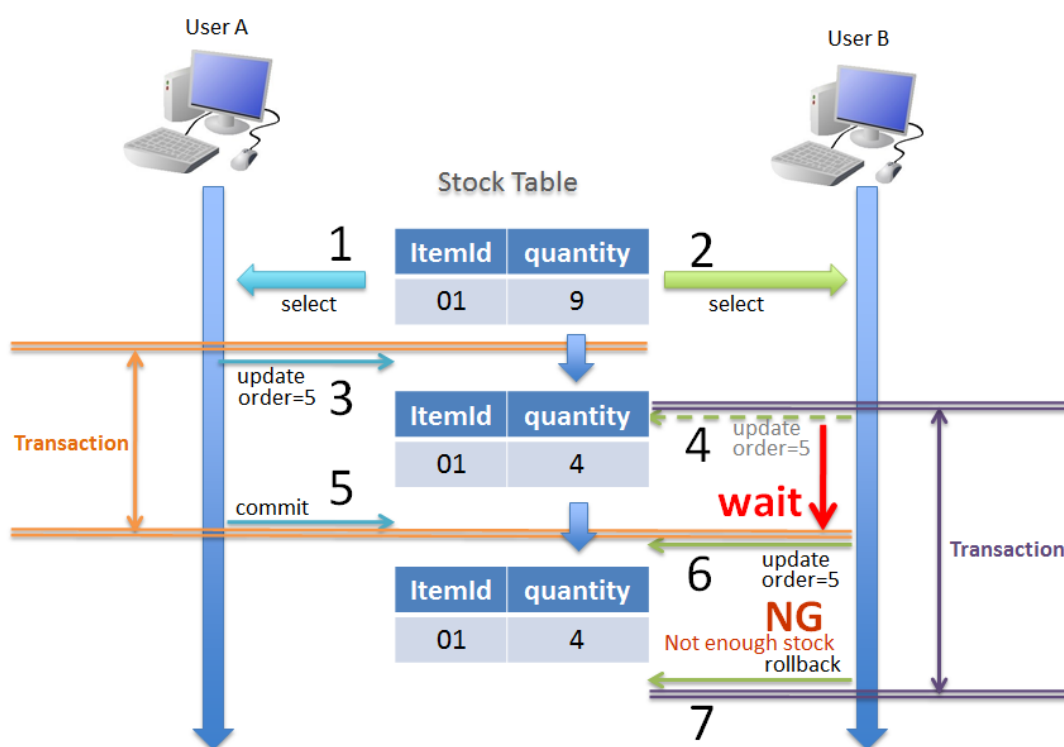 User A
User B
Stock Table
1
2
ItemId quantity
01 9
select
select
update
order=5
3
ItemId quantity
01 4
4
update
order=5
Transaction
5
commit
wait
Transaction
6
update
order=5
ItemId quantity
01 4
NG
Not enough stock
rollback
7